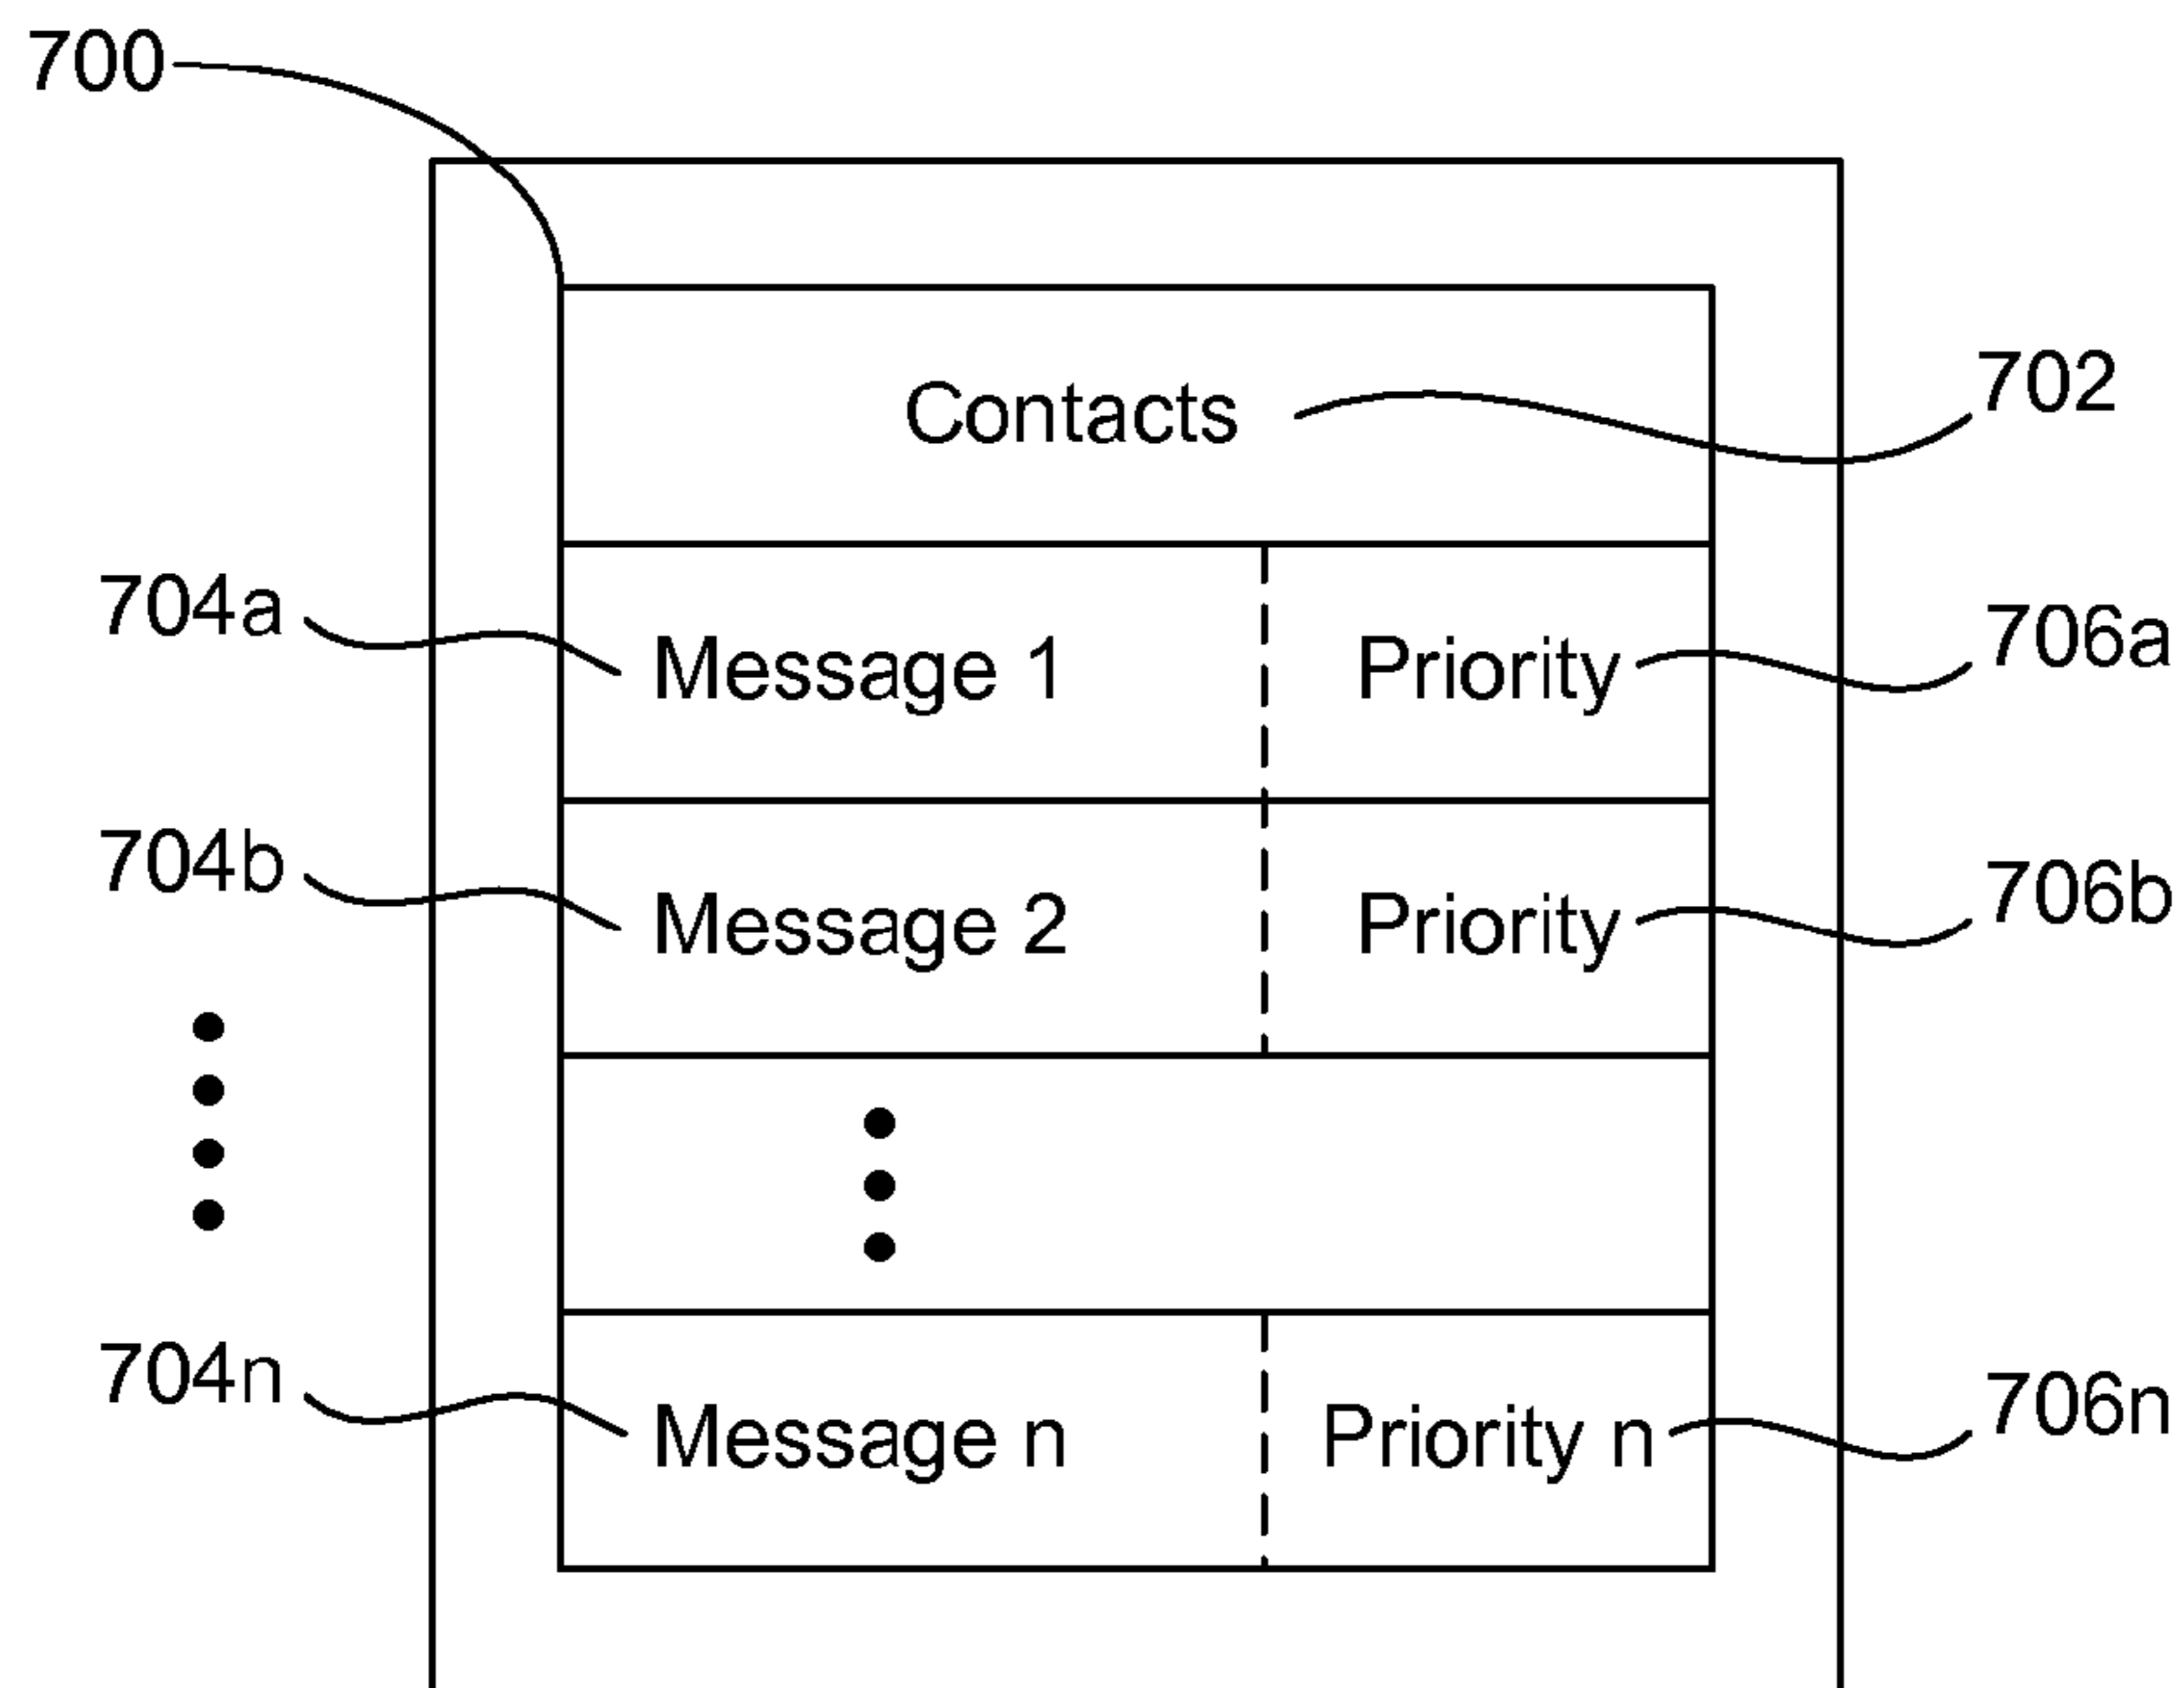 700
Contacts 702
704a Message 1 Priority 706a
704b Message 2 Priority 706b
704n Message n Priority n 706n